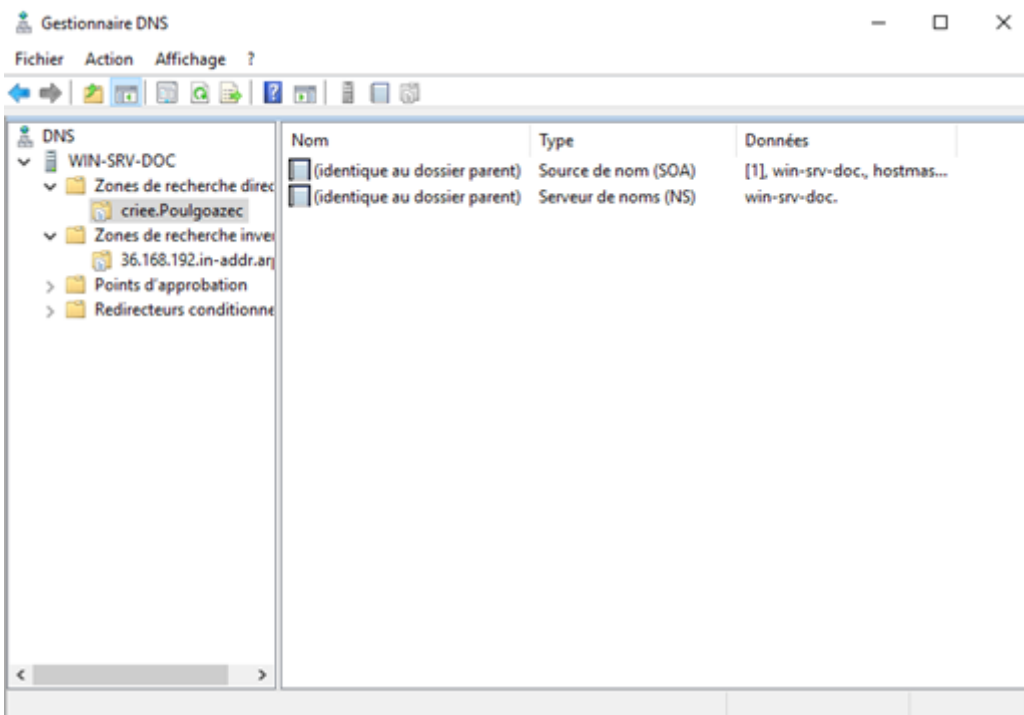 Gestionnaire DNS
Fichier Action Affichage ?
DNS
WIN-SRV-DOC
Zones de recherche direc
criee.Poulgoazec
Zones de recherche inver
36.168.192.in-addr.arp
Points d'approbation
Redirecteurs conditionne
Nom Type Données
(identique au dossier parent) Source de nom (SOA) [1], win-srv-doc., hostmas...
(identique au dossier parent) Serveur de noms (NS) win-srv-doc.